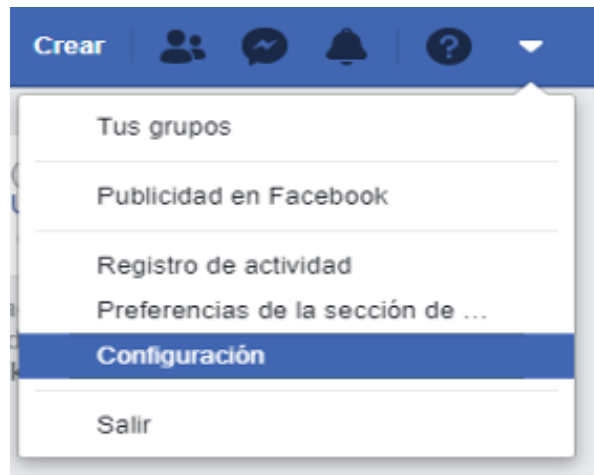 Crear
Tus grupos
Publicidad en Facebook
Registro de actividad
Preferencias de la sección de ...
Configuración
Salir